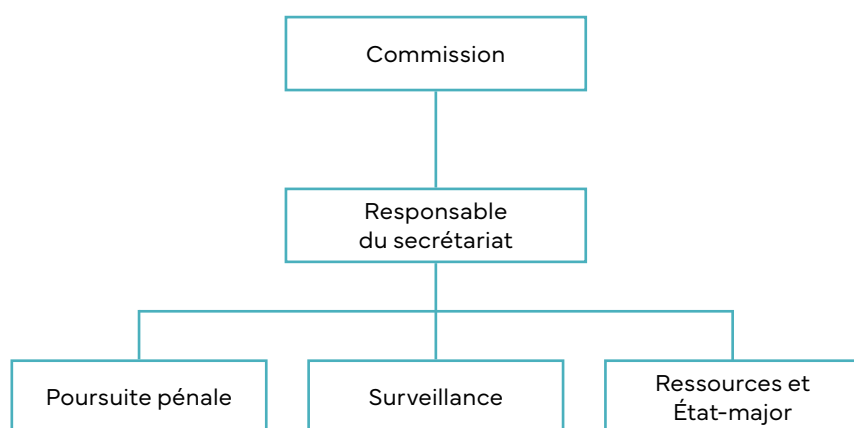 Commission
Responsable
du secrétariat
Poursuite pénale
Surveillance
Ressources et
État-major